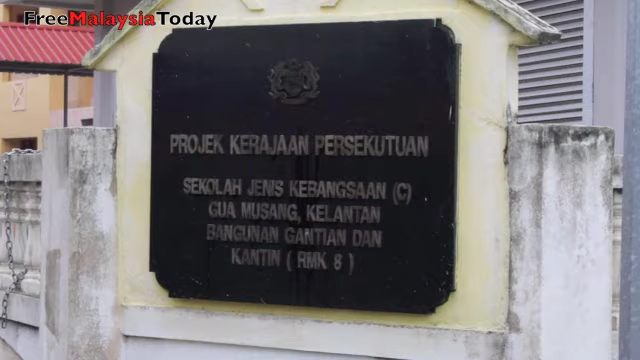 FreeMalaysiaToday
PROJEK KERAJAAN PERSEKUTUAN
SEKOLAH JENIS KEBANGSAAN (C)
GUA MUSANG, KELANTAN
BANGUNAN GANTIAN DAN
KANTIN ( RMK 8 )